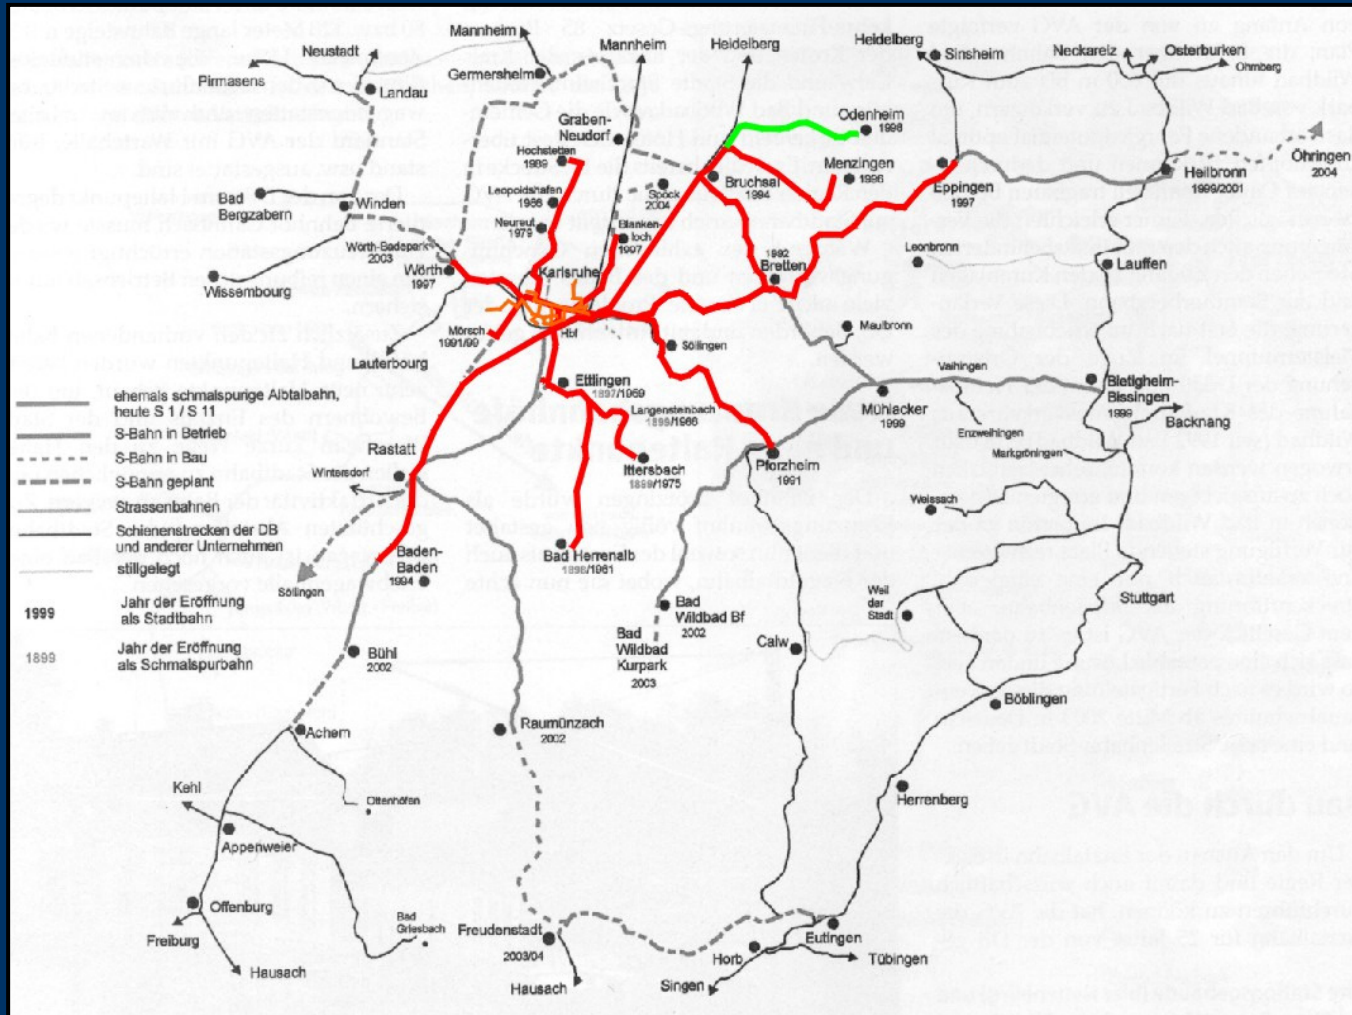 Neustadt
Mannheim
Mannheim
Heidelberg
Heidelberg
Sinsheim
Neckarelz
Osterburken
Öhrnberg
Pirmasens
Landau
Germersheim
Graben-
Neudorf
Odenheim
1998
Hochstetten
1989
Menzingen
1996
Öhringen
2004
Bruchsal
1994
Eppingen
1997
Heilbronn
1999/2001
Leopoldshafen
1986
Spöck
2004
Bad
Bergzabern
Winden
Neureut
1979
Blanken-
loch
1997
Wörth-Badepark
2003
Leonbronn
Lauffen
Wissembourg
Wörth
1997
Karlsruhe
1992
Bretten
Mörsch
1991/99
Hbf
Söllingen
Maulbronn
Lauterbourg
Vaihingen
ehemals schmalspurige Albtalbahn,
heute S 1 / S 11
Ettlingen
1897/1969
Mühlacker
1999
Bietigheim-
Bissingen
1999
Langensteinbach
1899/1966
Backnang
S-Bahn in Betrieb
Rastatt
Enzweihingen
S-Bahn in Bau
Markgröningen
Wintersdorf
Ittersbach
1899/1975
Pforzheim
1991
S-Bahn geplant
Weissach
Strassenbahnen
Schienenstrecken der DB
und anderer Unternehmen
stillgelegt
Bad Herrenalb
1898/1961
Baden-
Baden
1994
Söllingen
Stuttgart
1999
Jahr der Eröffnung
als Stadtbahn
Weil
der
Stadt
Bad
Wildbad Bf
2002
1899
Jahr der Eröffnung
als Schmalspurbahn
Bühl
2002
Bad
Wildbad
Kurpark
2003
Calw
Böblingen
Achern
Raumünzach
2002
Kehl
Ottenhöfen
Herrenberg
Appenweier
Offenburg
Bad
Griesbach
Freudenstadt
2003/04
Eutingen
Freiburg
Horb
Tübingen
Hausach
Hausach
Singen